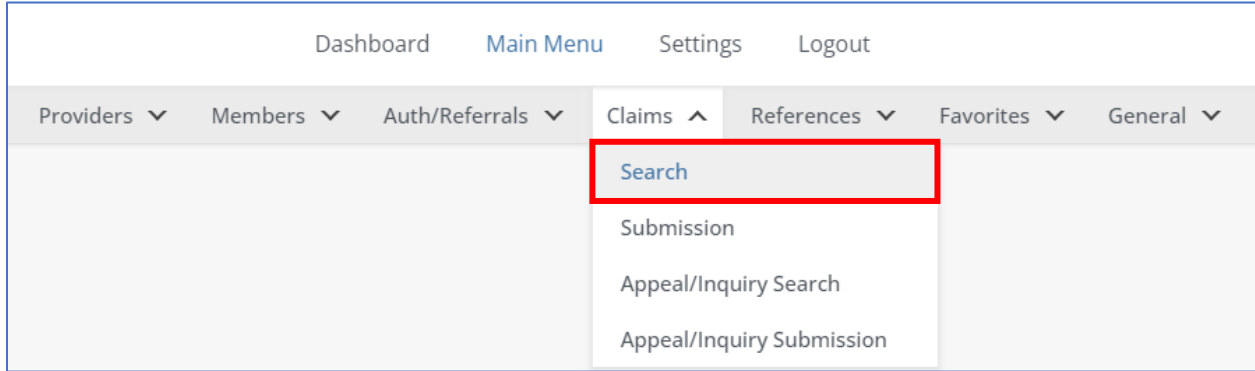 Dashboard Main Menu Settings Logout
Providers Members Auth/Referrals Claims References Favorites General
Search
Submission
Appeal/Inquiry Search
Appeal/Inquiry Submission